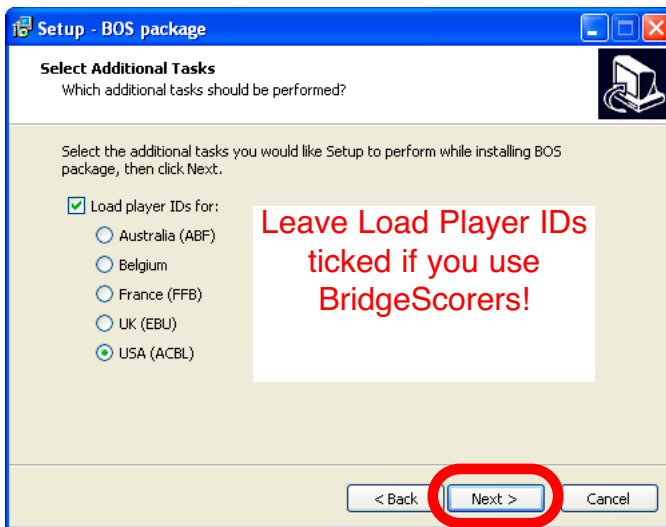 Setup - BOS package
Select Additional Tasks
Which additional tasks should be performed?
Select the additional tasks you would like Setup to perform while installing BOS
package, then click Next.
Load player IDs for:
Australia (ABF)
Belgium
France (FFB)
UK (EBU)
USA (ACBL)
Leave Load Player IDs
ticked if you use
BridgeScorers!
< Back
Next >
Cancel